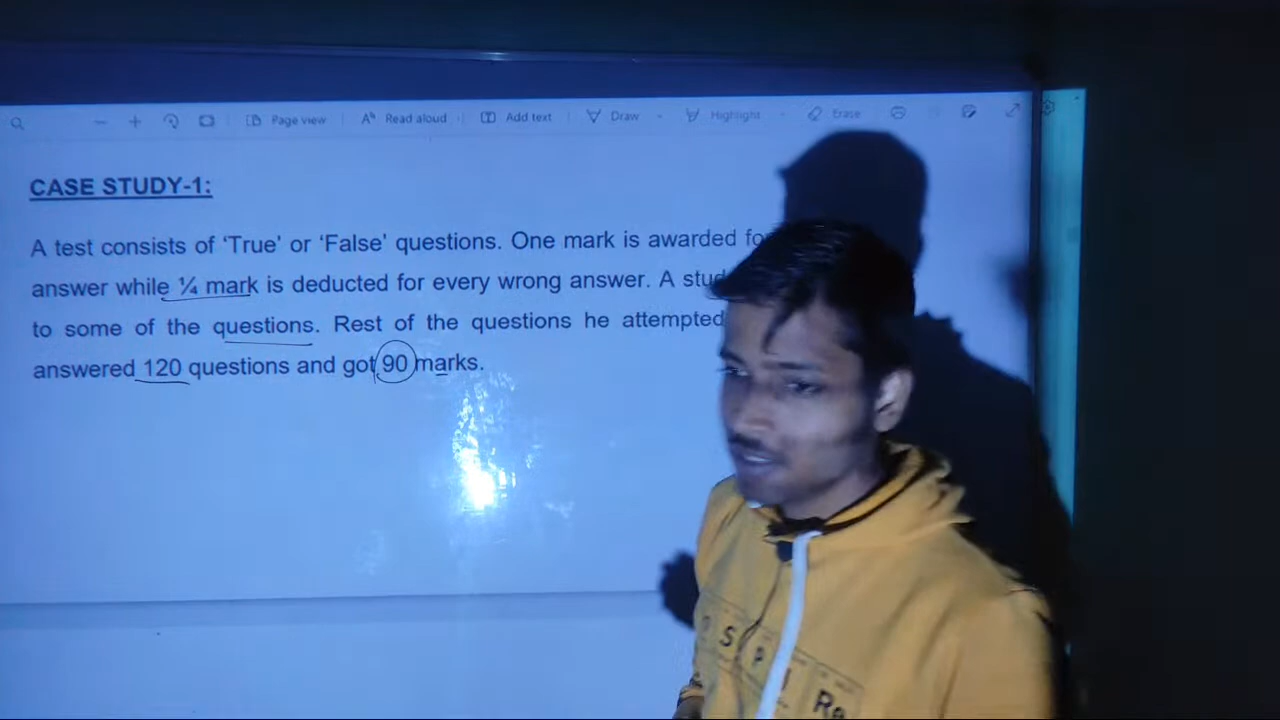 Page view
Read aloud
Add text
Draw
Highlight
Erase
CASE STUDY-1:
A test consists of ‘True’ or ‘False’ questions. One mark is awarded
answer while ¼ mark is deducted for every wrong answer. A
to some of the questions. Rest of the questions he attempted
answered 120 questions and got 90 marks.
S P I Re